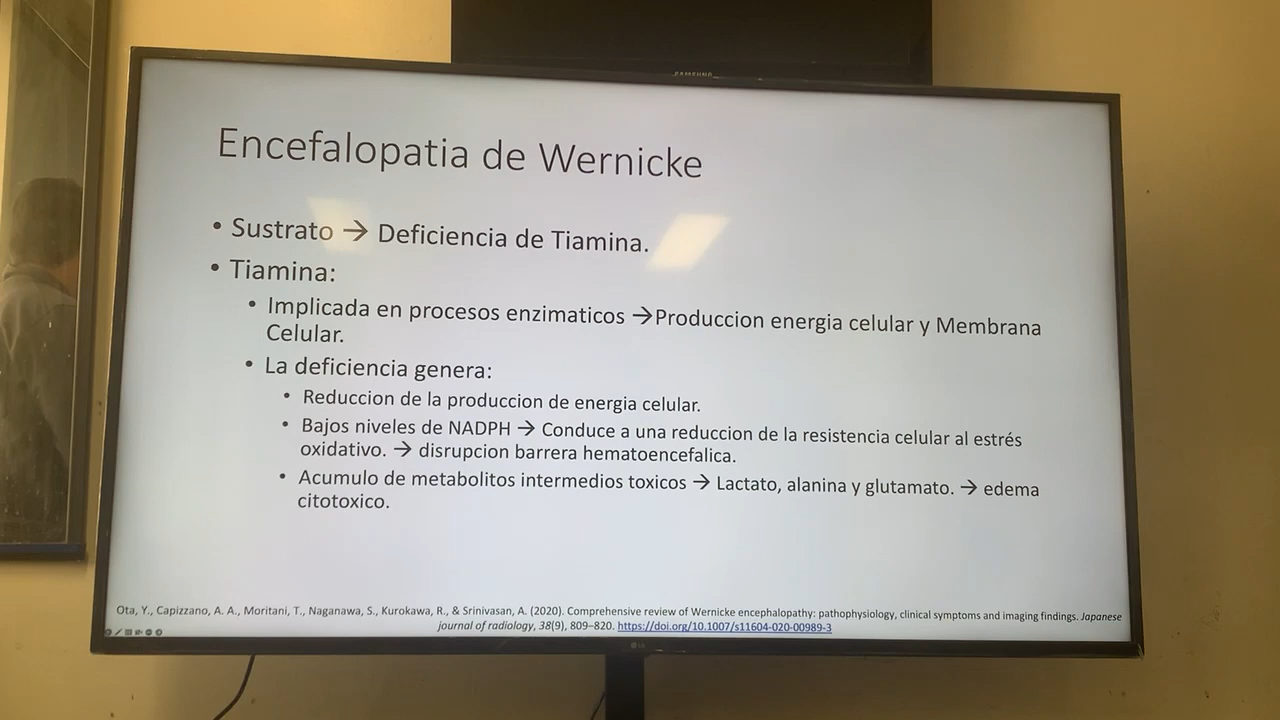 SAMSUNG
Encefalopatia de Wernicke
• Sustrato → Deficiencia de Tiamina.
• Tiamina:
• Implicada en procesos enzimaticos →Produccion energia celular y Membrana
Celular.
• La deficiencia genera:
• Reduccion de la produccion de energia celular.
• Bajos niveles de NADPH → Conduce a una reduccion de la resistencia celular al estrés
oxidativo. → disrupcion barrera hematoencefalica.
• Acumulo de metabolitos intermedios toxicos → Lactato, alanina y glutamato. → edema
citotoxico.
Ota, Y., Capizzano, A. A., Moritani, T., Naganawa, S., Kurokawa, R., & Srinivasan, A. (2020). Comprehensive review of Wernicke encephalopathy: pathophysiology, clinical symptoms and imaging findings. Japanese
journal of radiology, 38(9), 809–820. https://doi.org/10.1007/s11604-020-00989-3
LG